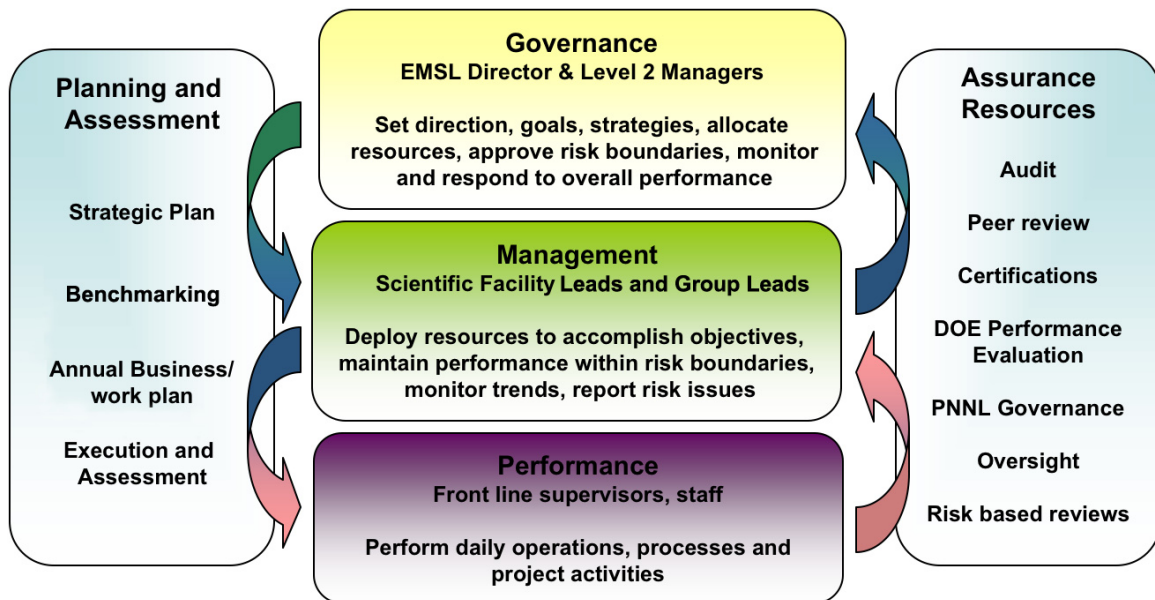 Planning and
Assessment
Strategic Plan
Benchmarking
Annual Business/
work plan
Execution and
Assessment
Governance
EMSL Director & Level 2 Managers
Set direction, goals, strategies, allocate
resources, approve risk boundaries, monitor
and respond to overall performance
Management
Scientific Facility Leads and Group Leads
Deploy resources to accomplish objectives,
maintain performance within risk boundaries,
monitor trends, report risk issues
Performance
Front line supervisors, staff
Perform daily operations, processes and
project activities
Assurance
Resources
Audit
Peer review
Certifications
DOE Performance
Evaluation
PNNL Governance
Oversight
Risk based reviews